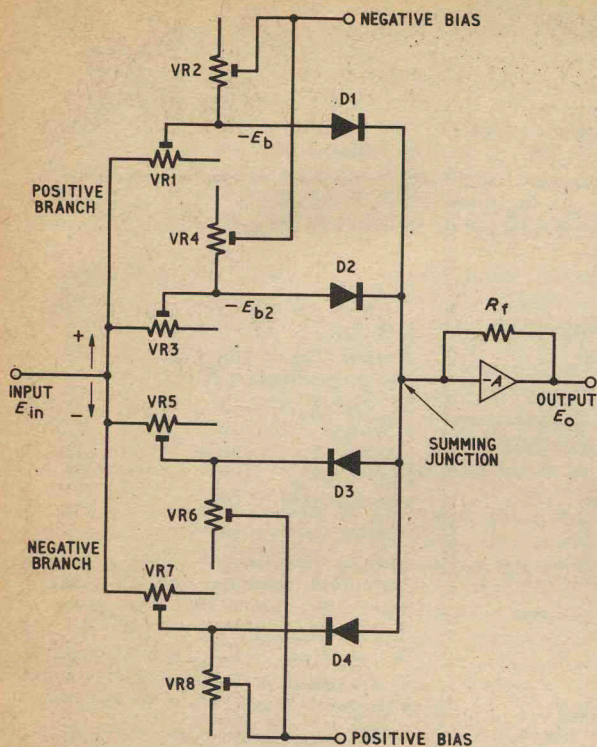 NEGATIVE BIAS
VR2
D1
-Eb
VR1
POSITIVE
BRANCH
VR4
D2
-Eb2
VR3
Rf
+
INPUT
Ein
-
VR5
-A
OUTPUT
Eo
SUMMING
JUNCTION
D3
VR6
NEGATIVE
BRANCH
VR7
D4
VR8
POSITIVE BIAS